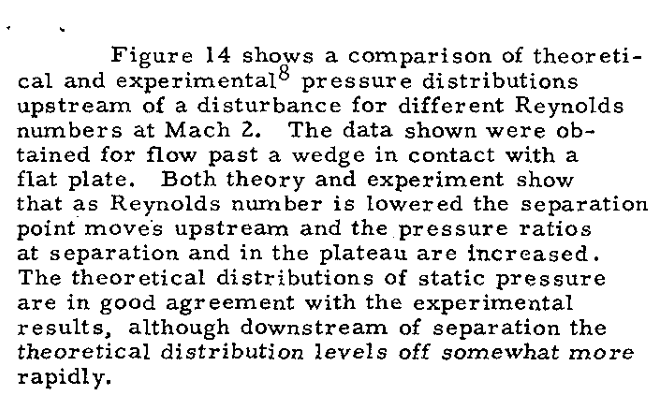 Figure 14 shows a comparison of theoreti-
cal and experimental⁸ pressure distributions
upstream of a disturbance for different Reynolds
numbers at Mach 2. The data shown were ob-
tained for flow past a wedge in contact with a
flat plate. Both theory and experiment show
that as Reynolds number is lowered the separation
point moves upstream and the pressure ratios
at separation and in the plateau are increased.
The theoretical distributions of static pressure
are in good agreement with the experimental
results, although downstream of separation the
theoretical distribution levels off somewhat more
rapidly.